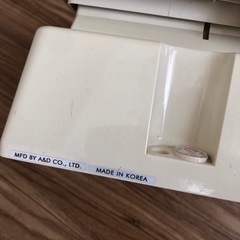 MFD BY A&D CO., LTD.
MADE IN KOREA